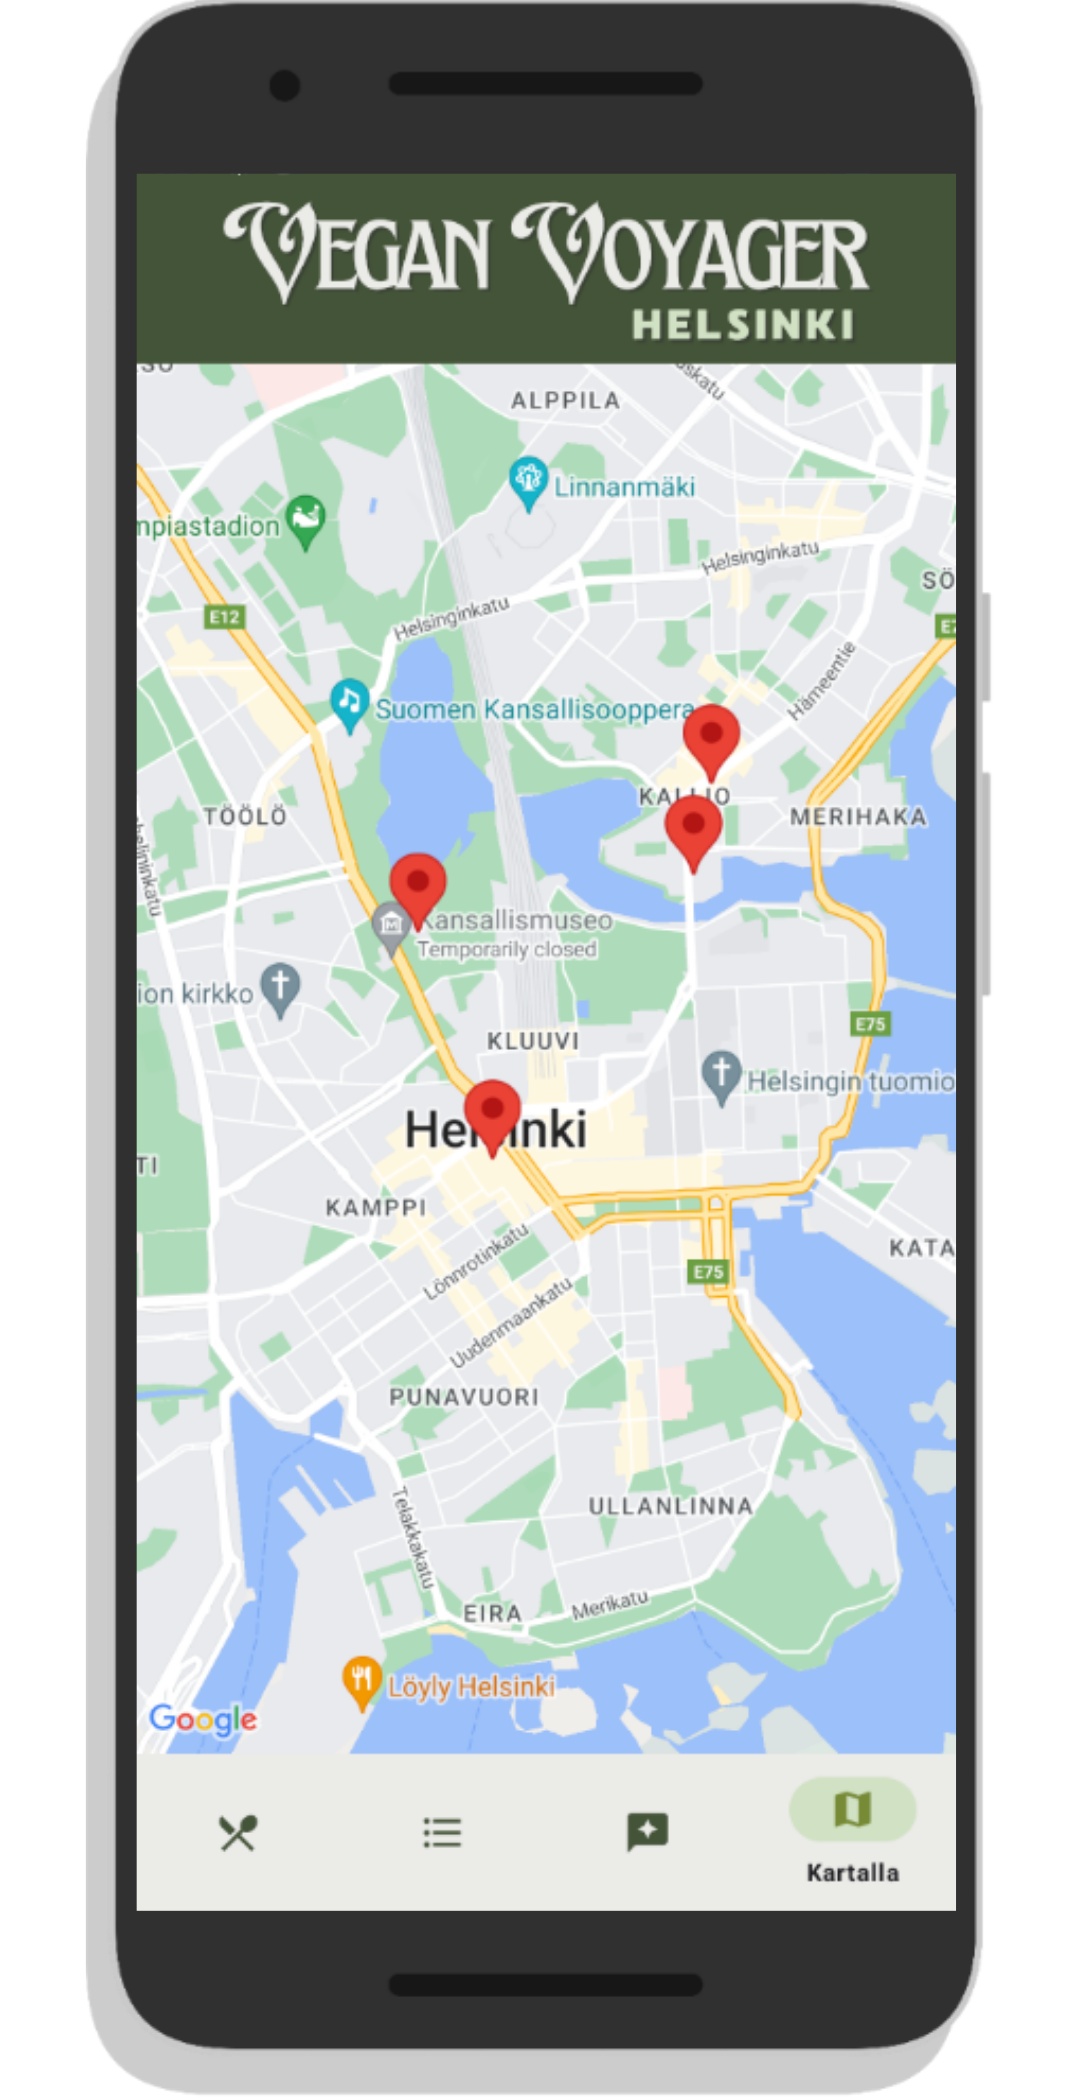 VEGAN VOYAGER
HELSINKI
ALPPILA
Linnanmäki
mpiastadion
Helsinginkatu
SÖ
Helsinginkatu
E12
Hämeentie
Suomen Kansallisooppera
KALLIO
TÖÖLÖ
MERIHAKA
Kansallismuseo
Temporarily closed
ion kirkko
E75
KLUUVI
Helsingin tuomio
Helsinki
TI
KAMPPI
Lönnrotinkatu
KATA
E75
Uudenmaankatu
PUNAVUORI
Telakkakatu
ULLANLINNA
EIRA
Merikatu
Löyly Helsinki
Google
Kartalla